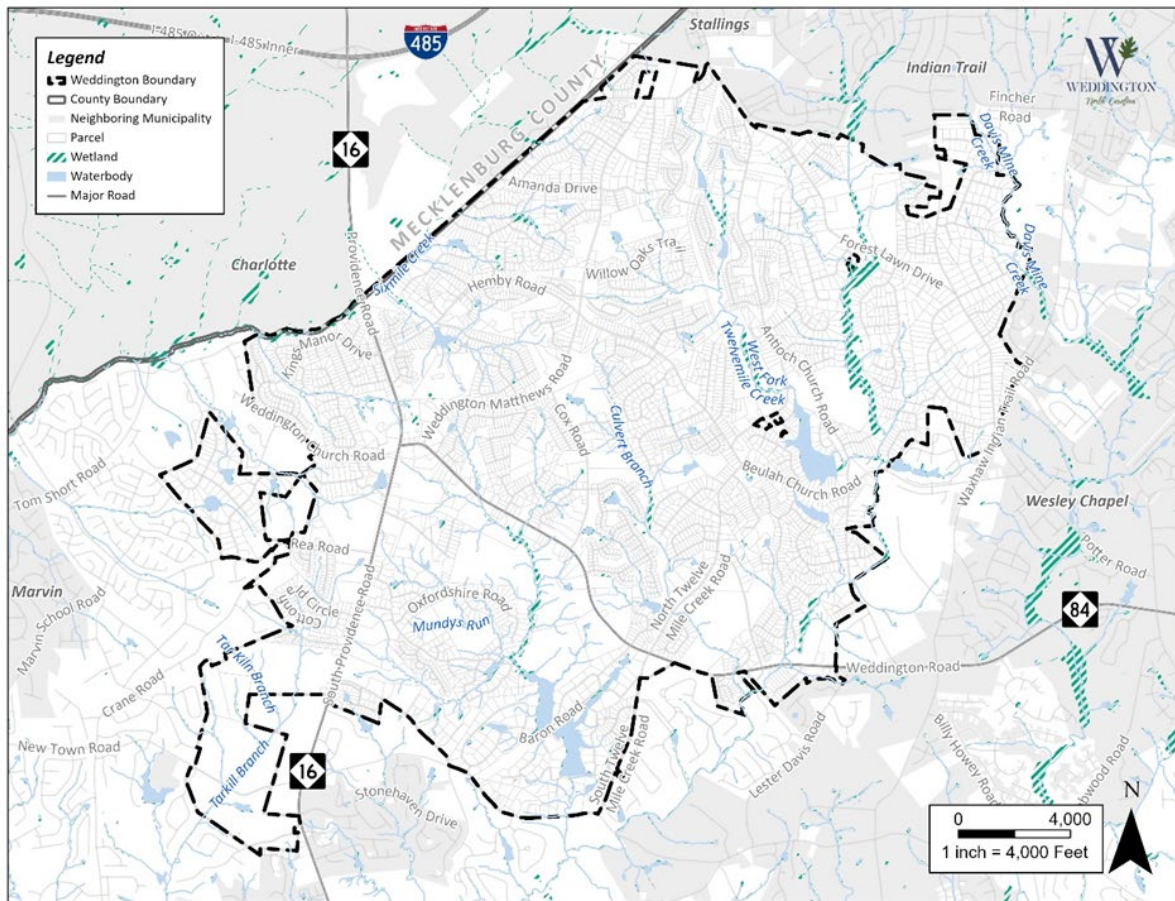 Legend
Weddington Boundary
County Boundary
Neighboring Municipality
Parcel
Wetland
Waterbody
Major Road
I-485 Inner
INTERSTATE
485
Stallings
Indian Trail
W
WEDDINGTON
North Carolina
Fincher
Road
MECKLENBURG COUNTY
16
Davis Mine
Creek
Amanda Drive
Charlotte
Providence Road
Sixmile Creek
Willow Oaks Trail
Forest Lawn Drive
Davis Mine
Creek
Hemby Road
Kings Manor Drive
West Fork
Twelvemile Creek
Antioch Church Road
Weddington Matthews Road
Weddington Church Road
Cox Road
Culvert Branch
Waxhaw Indian Trail Road
Tom Short Road
Beulah Church Road
Wesley Chapel
Potter Road
Rea Road
Marvin
Marvin School Road
Oxfordshire Road
Mundys Run
North Twelve
Mile Creek Road
84
Weddington Road
Crane Road
South Providence Road
Tar Kiln Branch
Baron Road
New Town Road
Tarkill Branch
16
Stonehaven Drive
South Twelve
Mile Creek Road
Lester Davis Road
Billy Howey Road
N
0 4,000
1 inch = 4,000 Feet